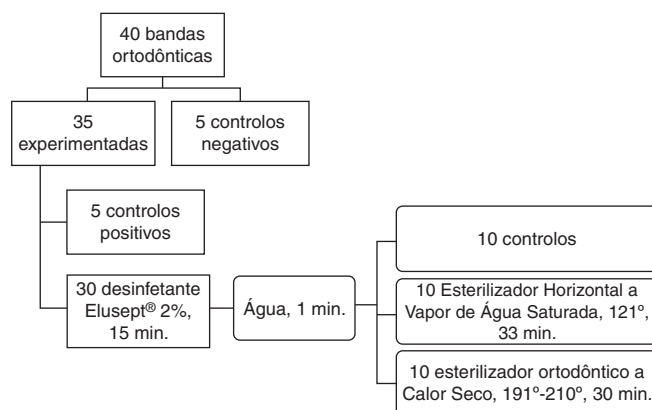 40 bandas
ortodônticas
35
experimentadas
5 controlos
negativos
5 controlos
positivos
30 desinfetante
Elusept® 2%,
15 min.
Água, 1 min.
10 controlos
10 Esterilizador Horizontal a
Vapor de Água Saturada, 121º,
33 min.
10 esterilizador ortodôntico a
Calor Seco, 191º-210º, 30 min.